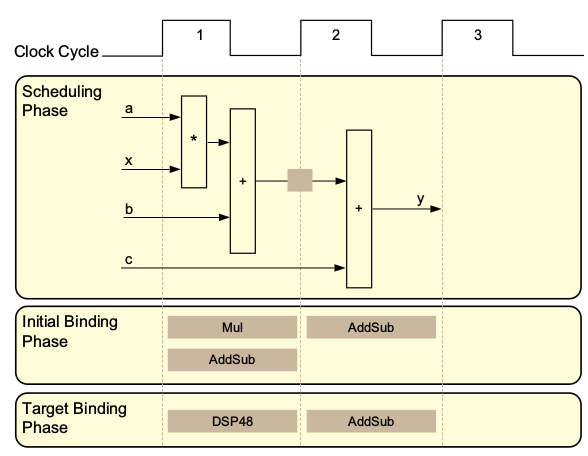 1
2
3
Clock Cycle
Scheduling
Phase
a
*
x
+
b
+
y
c
Initial Binding
Phase
Mul
AddSub
AddSub
Target Binding
Phase
DSP48
AddSub